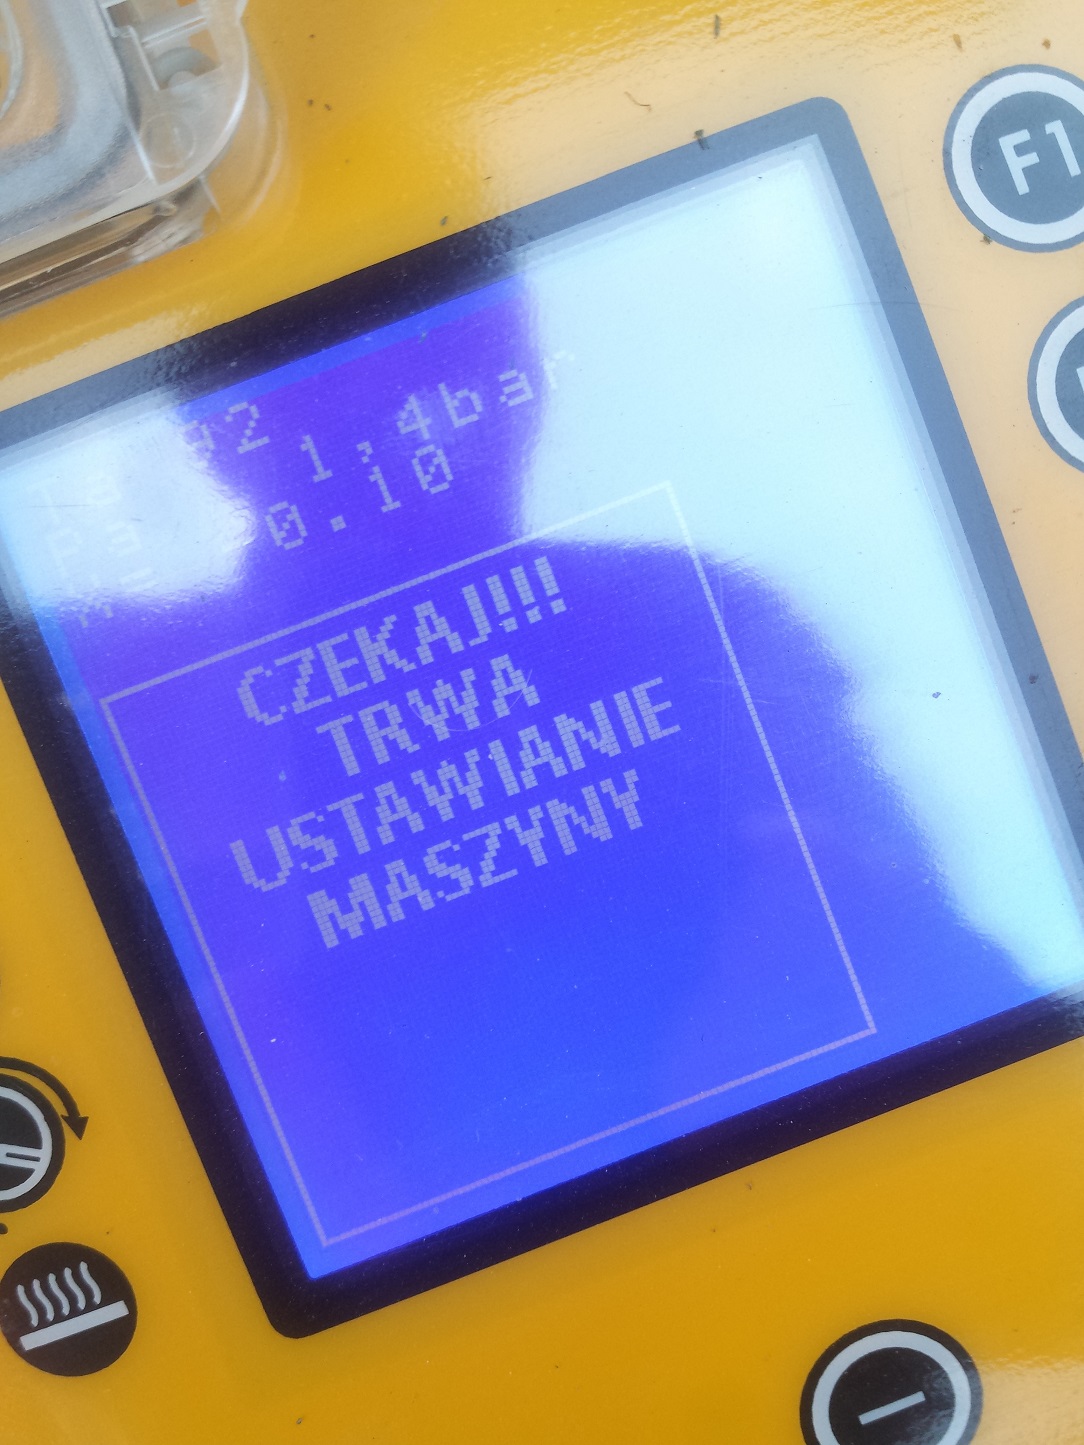 F1
1,4bar
0.10
CZEKAJ!!!
TRWA
USTAWIANIE
MASZYNY